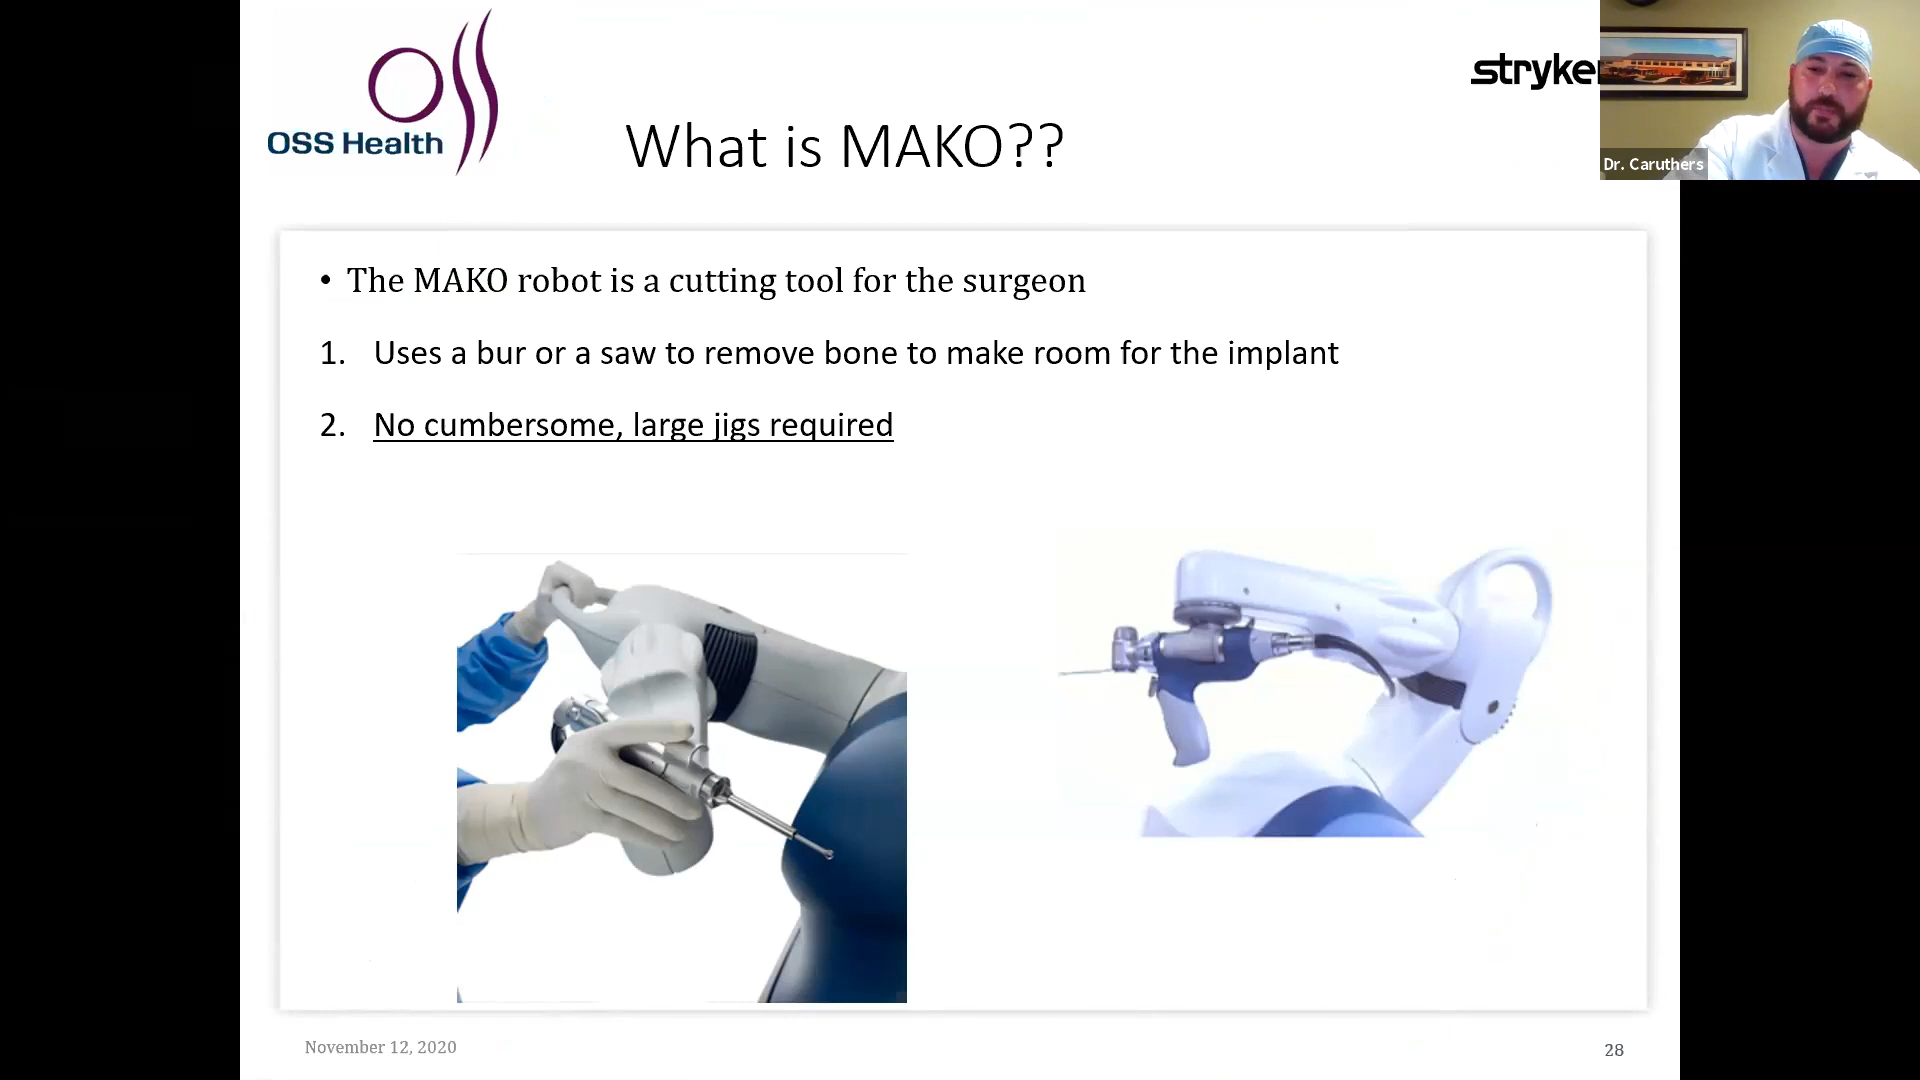 OSS Health
stryke
Dr. Caruthers
What is MAKO??
• The MAKO robot is a cutting tool for the surgeon
1. Uses a bur or a saw to remove bone to make room for the implant
2. No cumbersome, large jigs required
November 12, 2020
28